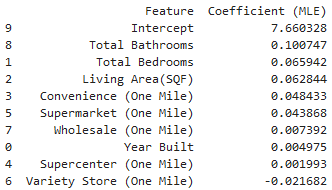 Feature Coefficient (MLE)
9 Intercept 7.660328
8 Total Bathrooms 0.100747
1 Total Bedrooms 0.065942
2 Living Area(SQF) 0.062844
3 Convenience (One Mile) 0.048433
5 Supermarket (One Mile) 0.043868
7 Wholesale (One Mile) 0.007392
0 Year Built 0.004975
4 Supercenter (One Mile) 0.001993
6 Variety Store (One Mile) -0.021682